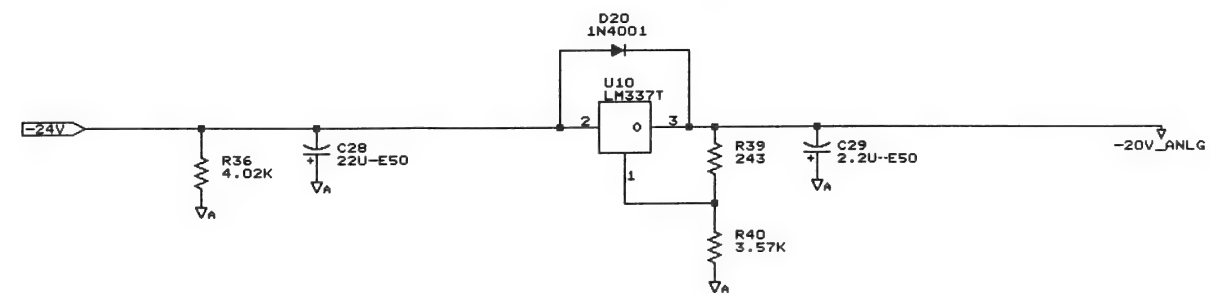 D20
1N4001
U10
LM337T
-24V
2
O
3
R36
4.02K
A
C28
22U-E50
A
1
R39
243
C29
2.2U-E50
A
-20V_ANLG
R40
3.57K
A